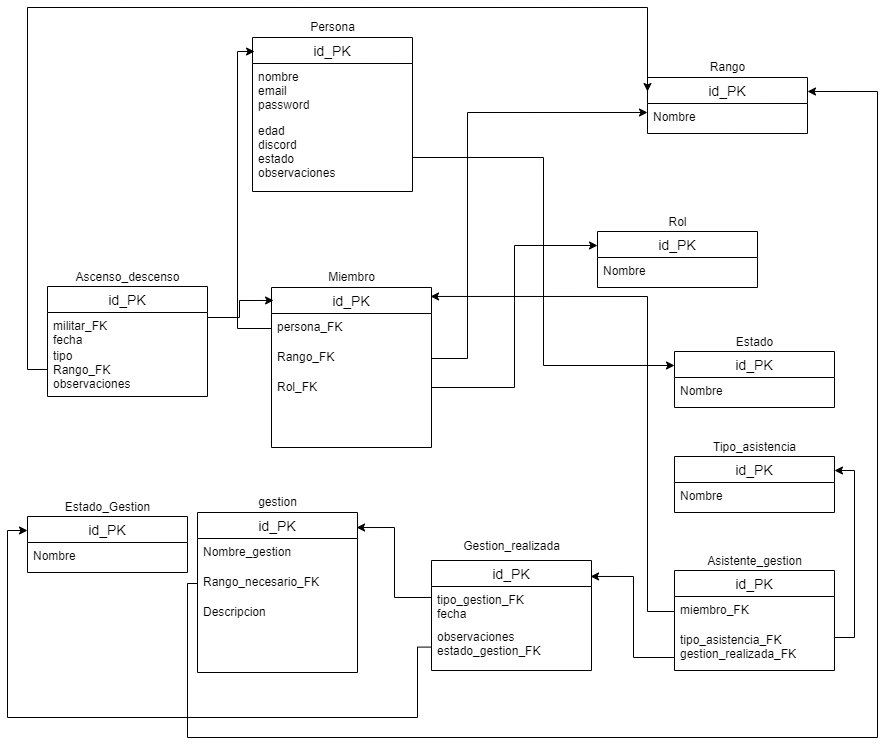 Persona
id_PK
nombre
email
password
edad
discord
estado
observaciones
Rango
id_PK
Nombre
Rol
id_PK
Nombre
Ascenso_descenso
id_PK
militar_FK
fecha
tipo
Rango_FK
observaciones
Miembro
id_PK
persona_FK
Rango_FK
Rol_FK
Estado
id_PK
Nombre
Tipo_asistencia
id_PK
Nombre
Estado_Gestion
id_PK
Nombre
gestion
id_PK
Nombre_gestion
Rango_necesario_FK
Descripcion
Gestion_realizada
id_PK
tipo_gestion_FK
fecha
observaciones
estado_gestion_FK
Asistente_gestion
id_PK
miembro_FK
tipo_asistencia_FK
gestion_realizada_FK